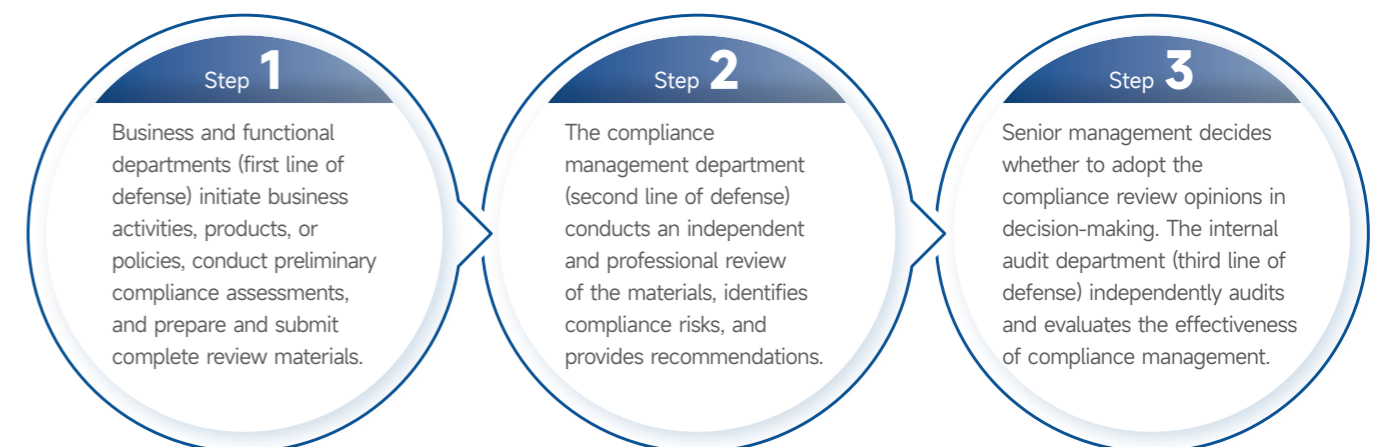 Step 1
Business and functional
departments (first line of
defense) initiate business
activities, products, or
policies, conduct preliminary
compliance assessments,
and prepare and submit
complete review materials.
Step 2
The compliance
management department
(second line of defense)
conducts an independent
and professional review
of the materials, identifies
compliance risks, and
provides recommendations.
Step 3
Senior management decides
whether to adopt the
compliance review opinions in
decision-making. The internal
audit department (third line of
defense) independently audits
and evaluates the effectiveness
of compliance management.